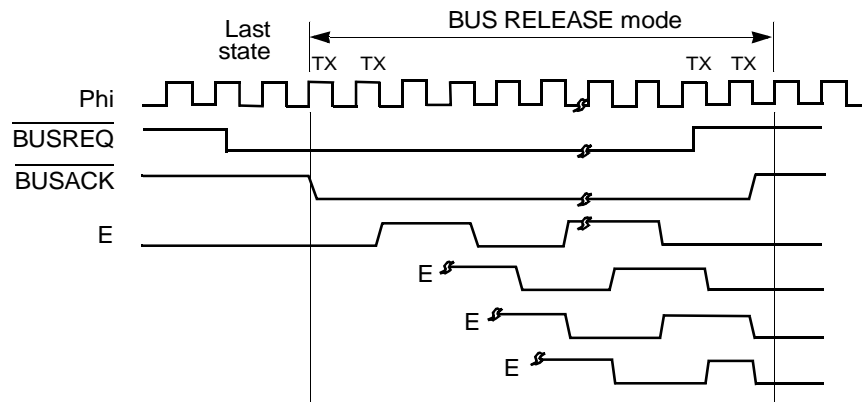 BUS RELEASE mode
Last
state
TX TX TX TX
Phi
BUSREQ
BUSACK
E
E
E
E